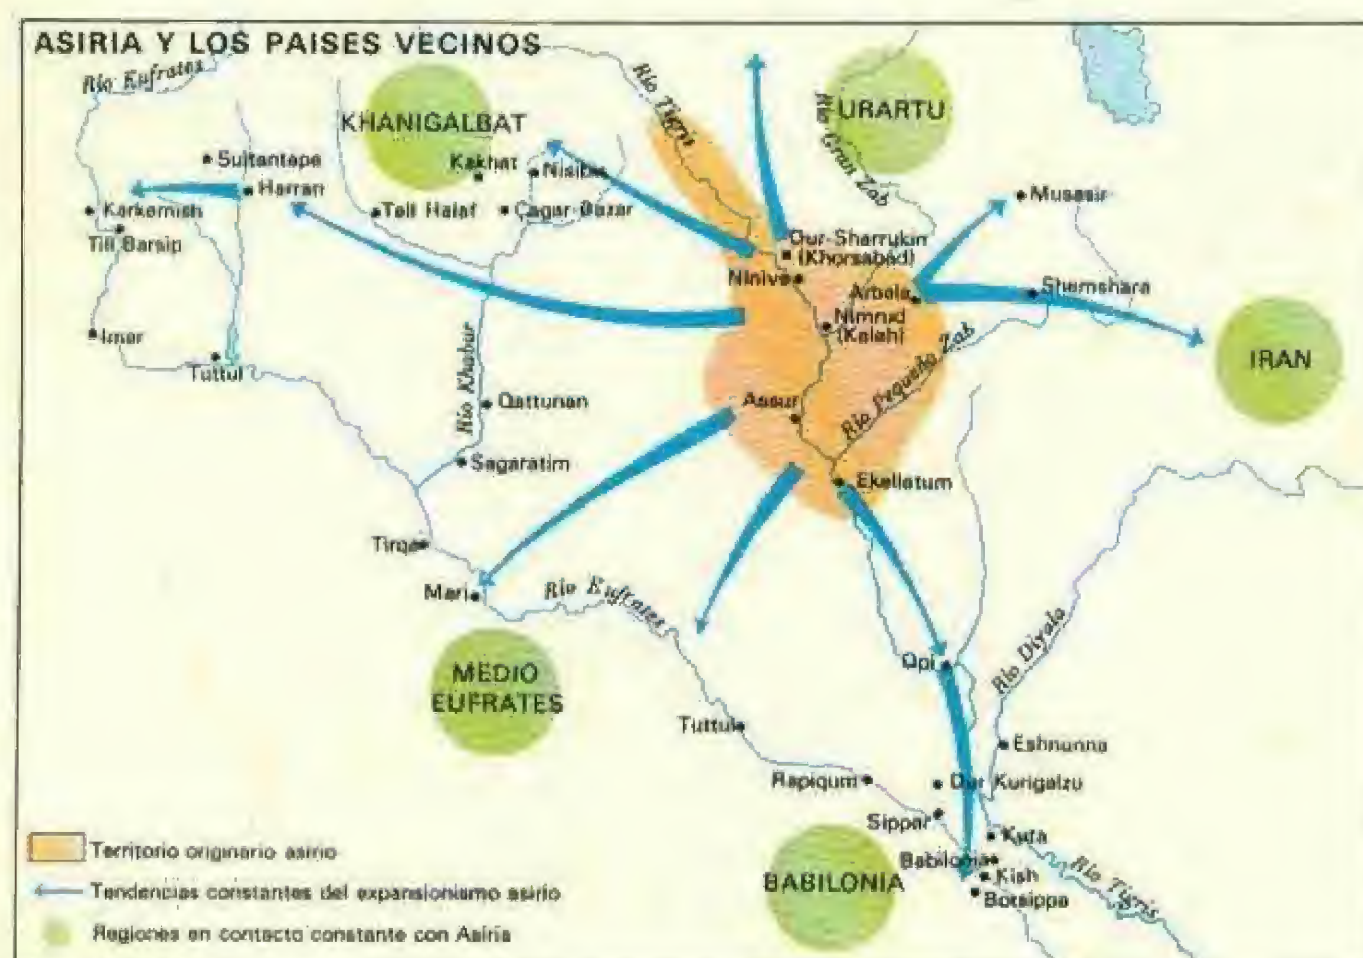 ASIRIA Y LOS PAISES VECINOS
Río Eufrates
Río Tigris
URARTU
KHANIGALBAT
Río Gran Zab
Sultantepe
Kakhat
Nisibis
Harran
Musasir
Karkemish
Tell Halaf
Çagar-Bazar
Till Barsip
Dur-Sharrukin
(Khorsabad)
Ninive
Arbela
Shemshara
Imar
Nimrud
(Kalah)
IRAN
Tuttul
Río Khabur
Río Pequeño Zab
Qattunan
Assur
Sagaratim
Ekallatum
Tirqa
Mari
Río Eufrates
Opi
Río Diyala
MEDIO
EUFRATES
Tuttul
Eshnunna
Rapiqum
Dur Kurigalzu
Sippar
Kuta
Babilonia
Río Tigris
BABILONIA
Kish
Borsippa
Territorio originario asirio
Tendencias constantes del expansionismo asirio
Regiones en contacto constante con Asiria